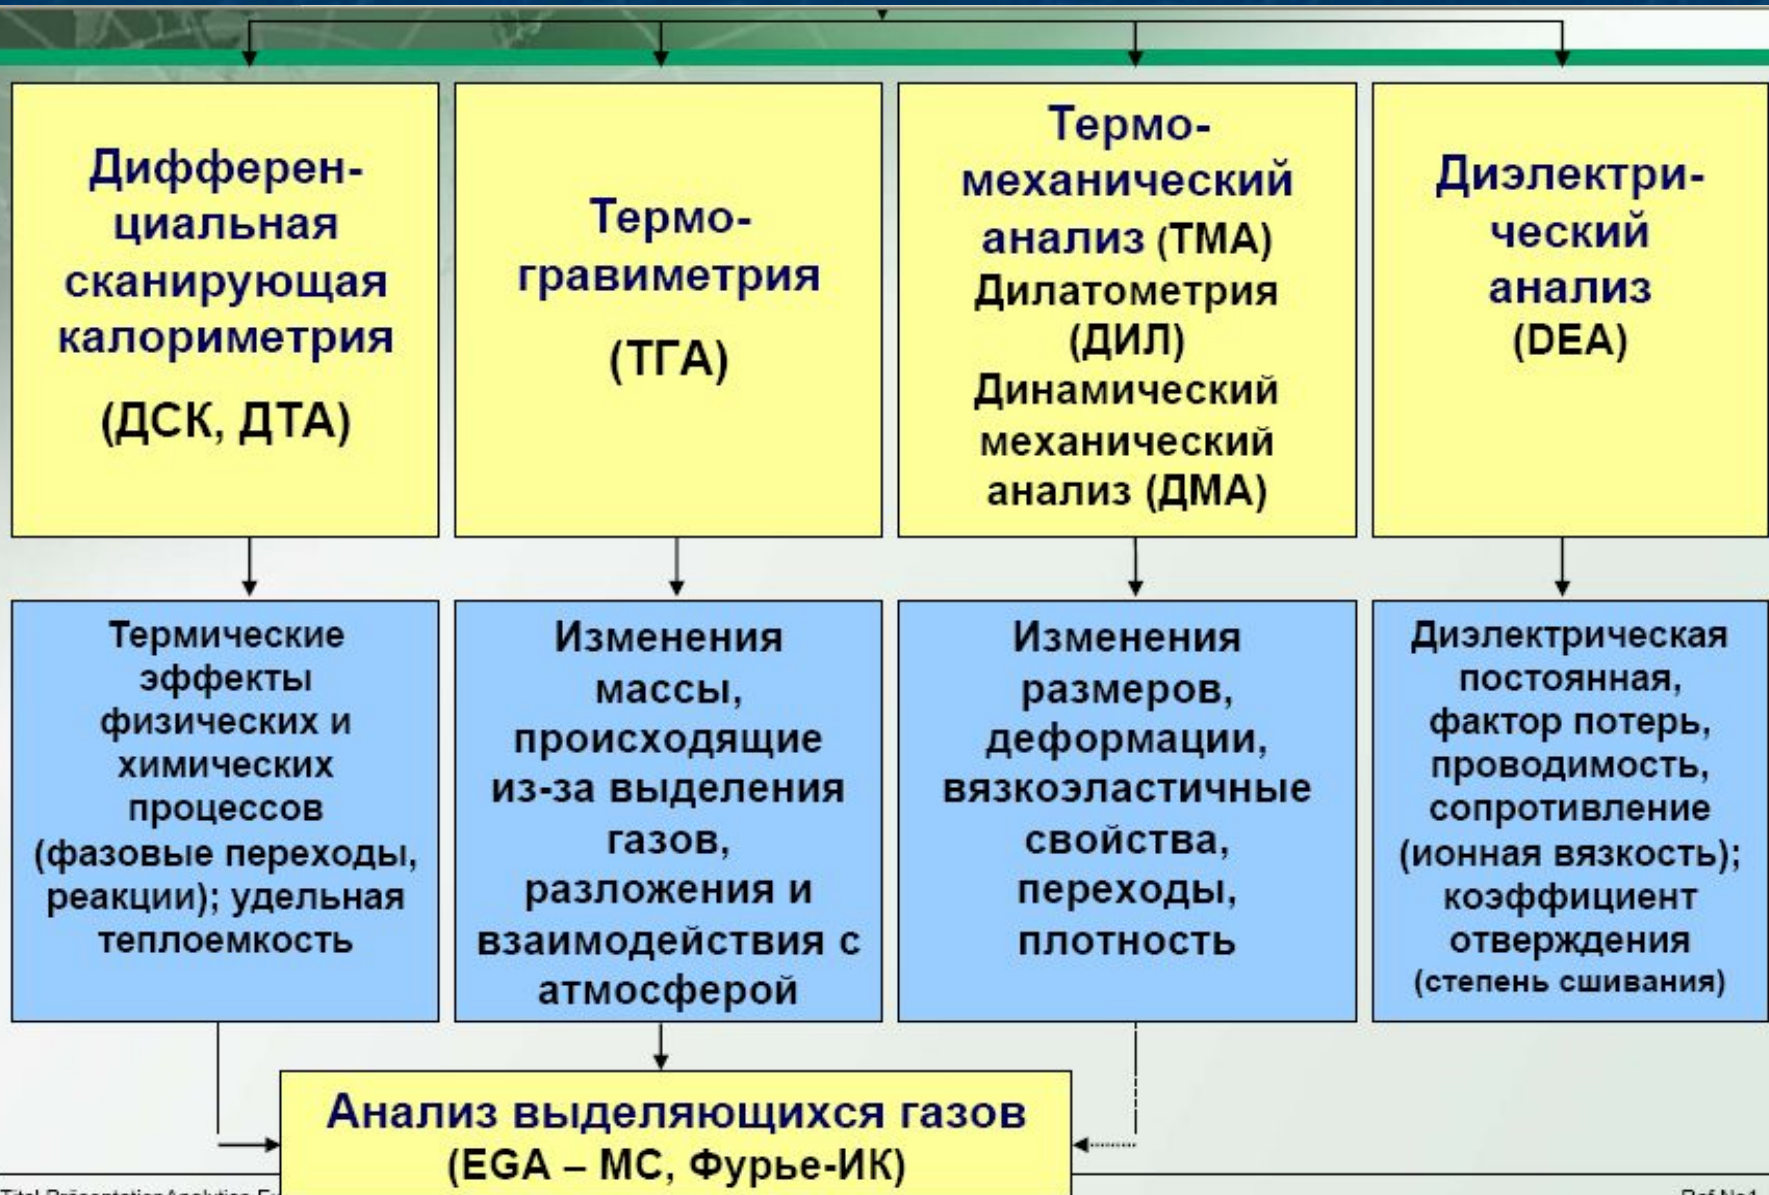 Дифферен-
циальная
сканирующая
калориметрия
(ДСК, ДТА)
Термо-
гравиметрия
(ТГА)
Термо-
механический
анализ (ТМА)
Дилатометрия
(ДИЛ)
Динамический
механический
анализ (ДМА)
Диэлектри-
ческий
анализ
(DEA)
Термические
эффекты
физических и
химических
процессов
(фазовые переходы,
реакции); удельная
теплоемкость
Изменения
массы,
происходящие
из-за выделения
газов,
разложения и
взаимодействия с
атмосферой
Изменения
размеров,
деформации,
вязкоэластичные
свойства,
переходы,
плотность
Диэлектрическая
постоянная,
фактор потерь,
проводимость,
сопротивление
(ионная вязкость);
коэффициент
отверждения
(степень сшивания)
Анализ выделяющихся газов
(EGA – МС, Фурье-ИК)